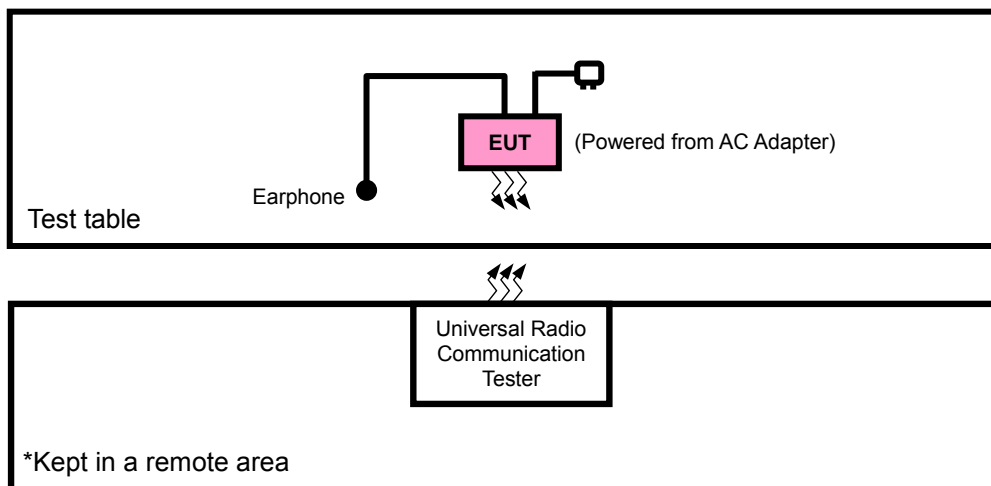 EUT
(Powered from AC Adapter)
Earphone
Test table
Universal Radio
Communication
Tester
*Kept in a remote area